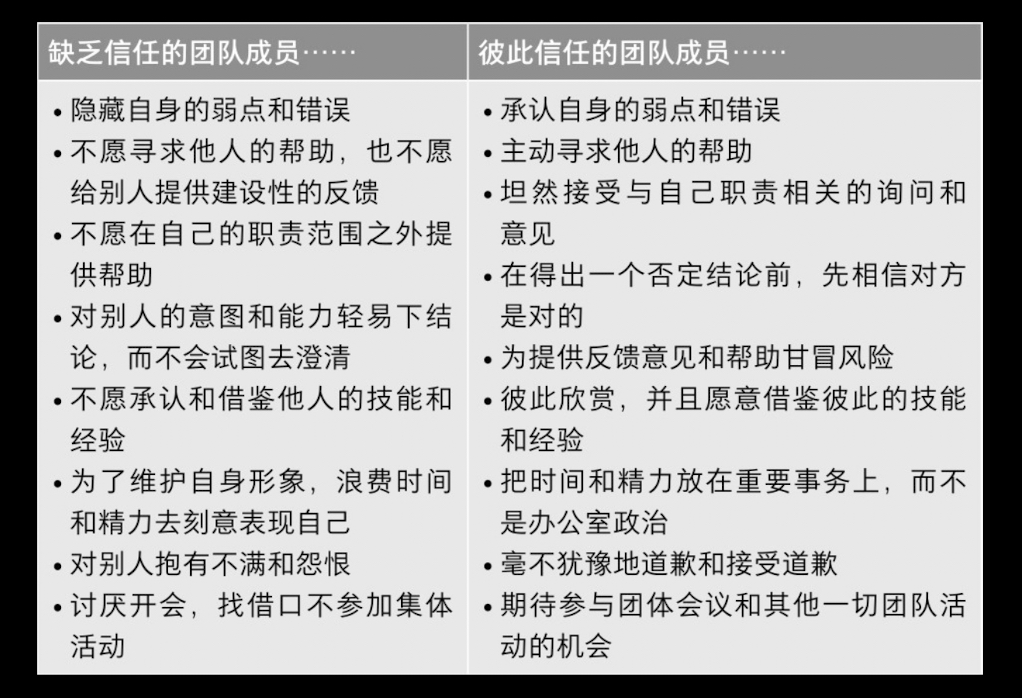 缺乏信任的团队成员……
• 隐藏自身的弱点和错误
• 不愿寻求他人的帮助，也不愿
给别人提供建设性的反馈
• 不愿在自己的职责范围之外提
供帮助
• 对别人的意图和能力轻易下结
论，而不会试图去澄清
• 不愿承认和借鉴他人的技能和
经验
• 为了维护自身形象，浪费时间
和精力去刻意表现自己
• 对别人抱有不满和怨恨
• 讨厌开会，找借口不参加集体
活动
彼此信任的团队成员……
• 承认自身的弱点和错误
• 主动寻求他人的帮助
• 坦然接受与自己职责相关的询问和
意见
• 在得出一个否定结论前，先相信对方
是对的
• 为提供反馈意见和帮助甘冒风险
• 彼此欣赏，并且愿意借鉴彼此的技能
和经验
• 把时间和精力放在重要事务上，而不
是办公室政治
• 毫不犹豫地道歉和接受道歉
• 期待参与团体会议和其他一切团队活
动的机会